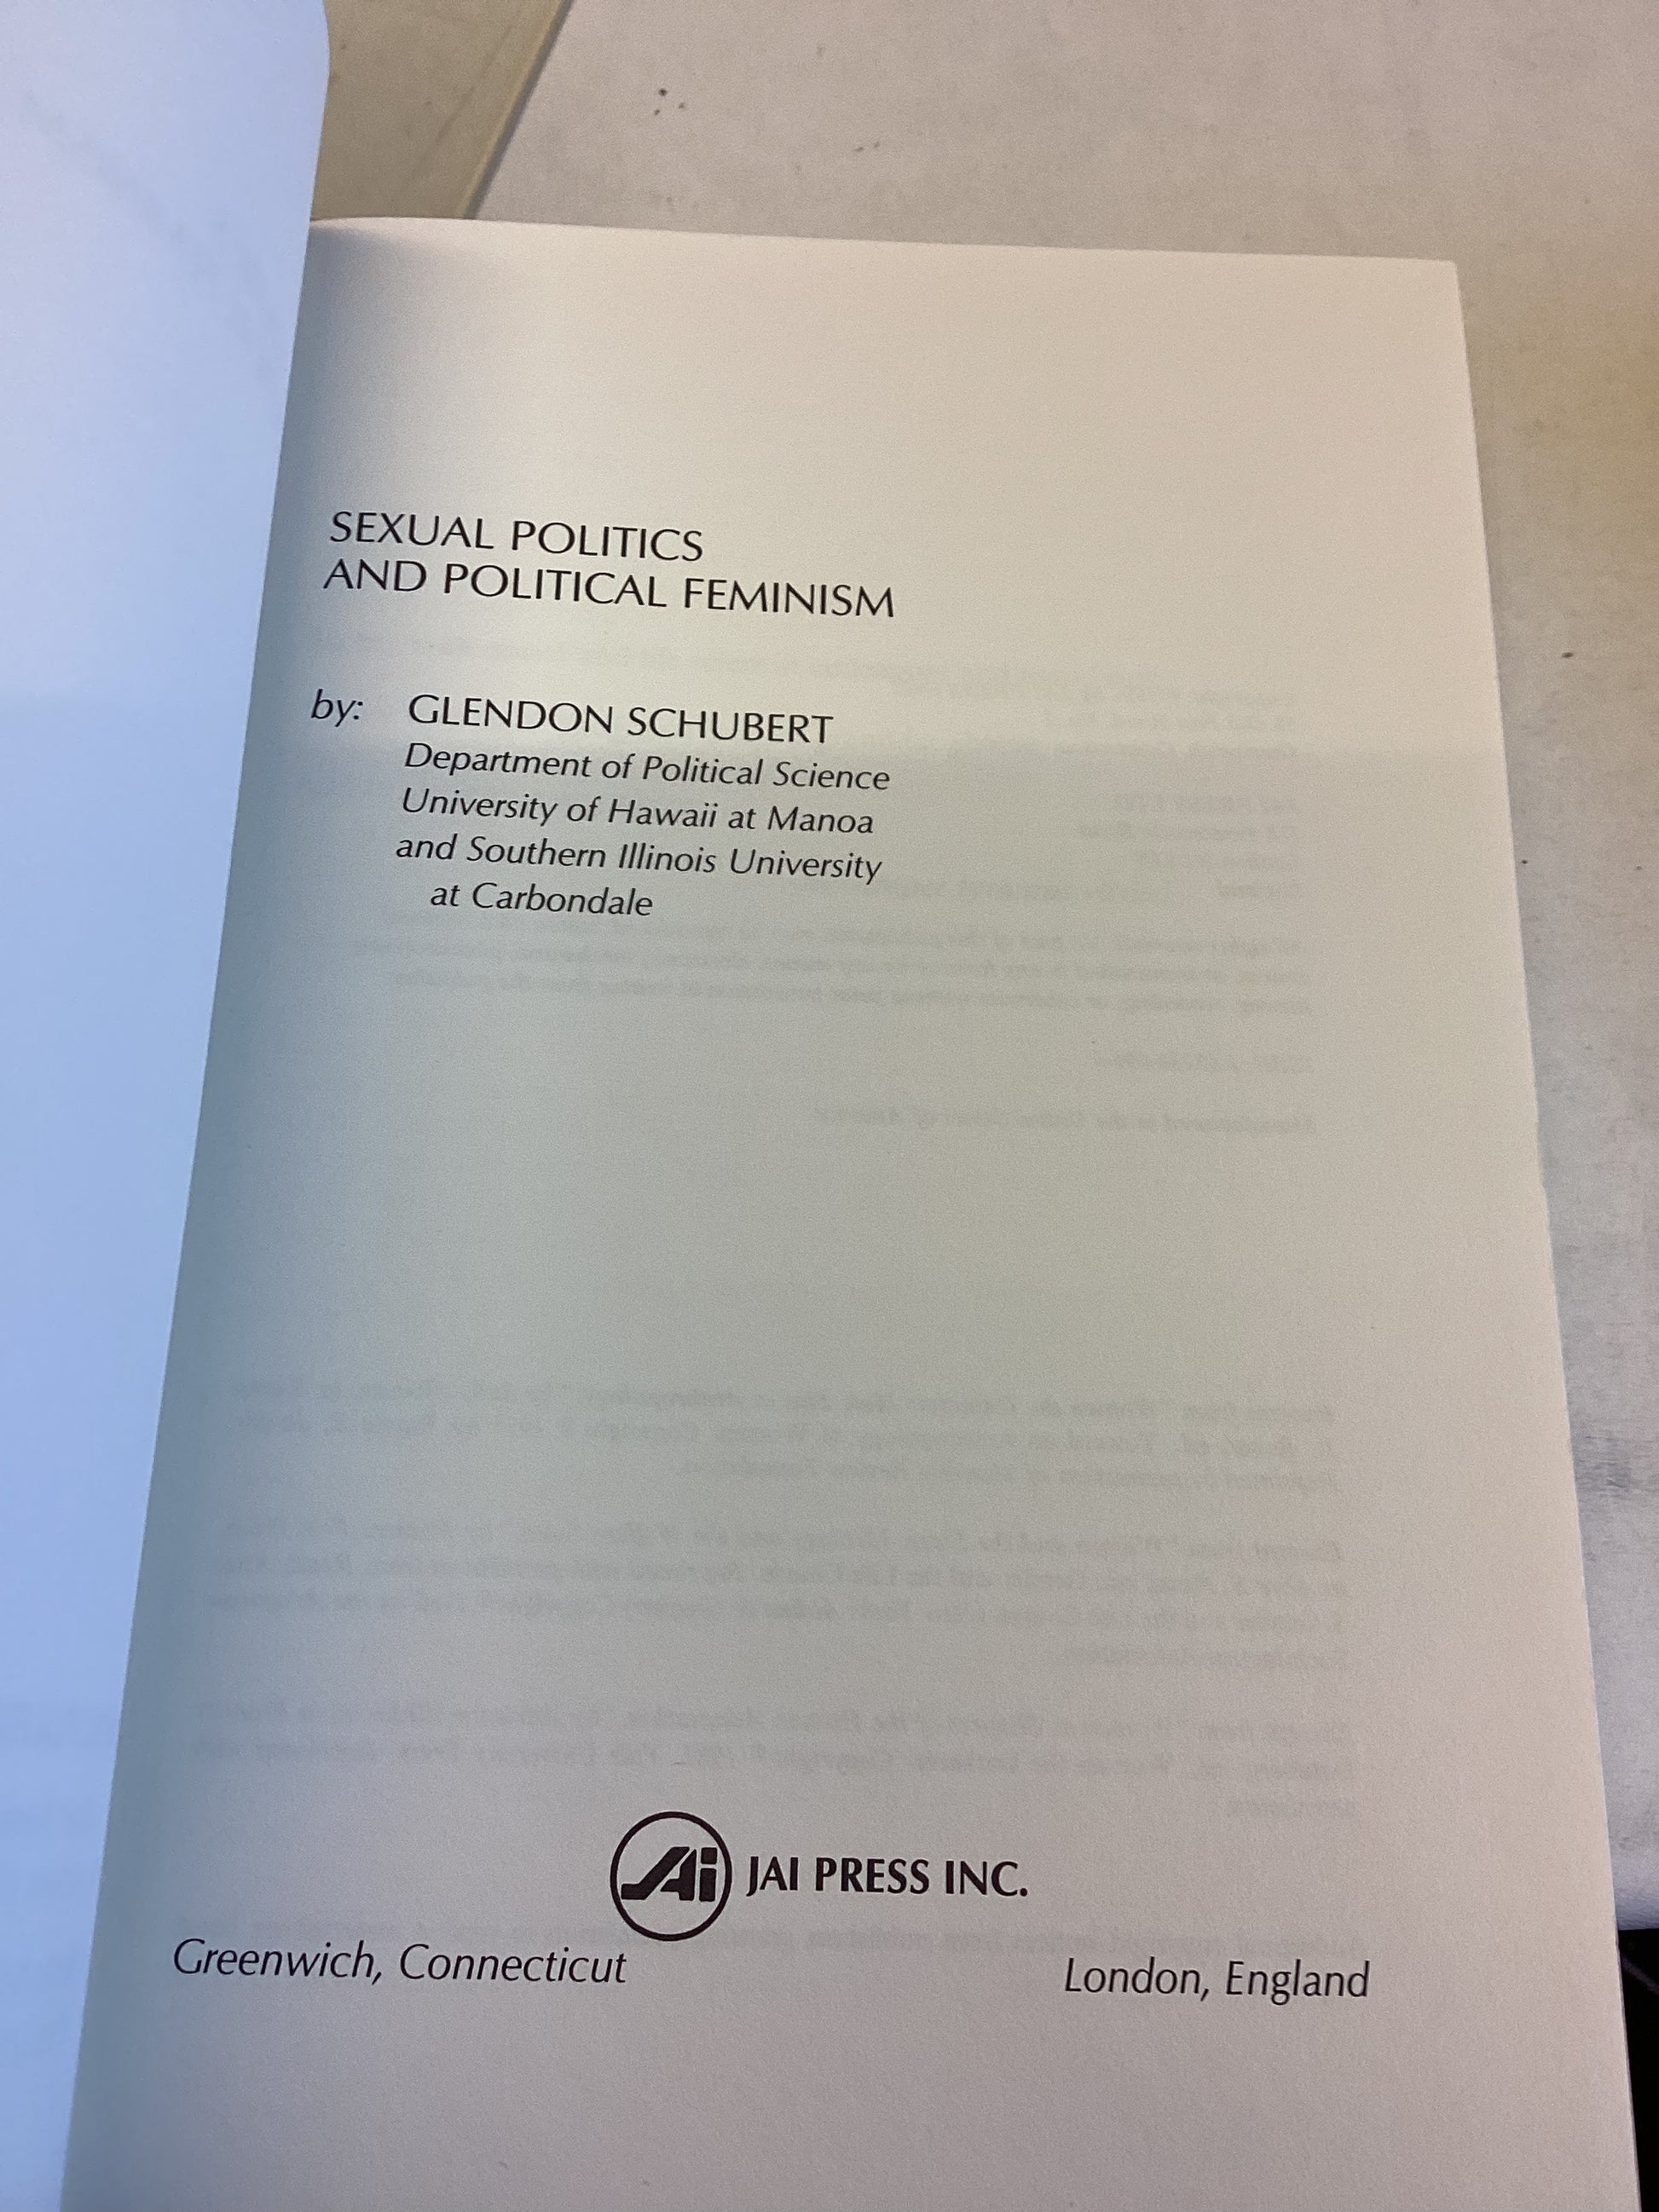 SEXUAL POLITICS
AND POLITICAL FEMINISM
by: GLENDON SCHUBERT
Department of Political Science
University of Hawaii at Manoa
and Southern Illinois University
at Carbondale
JAI PRESS INC.
Greenwich, Connecticut London, England